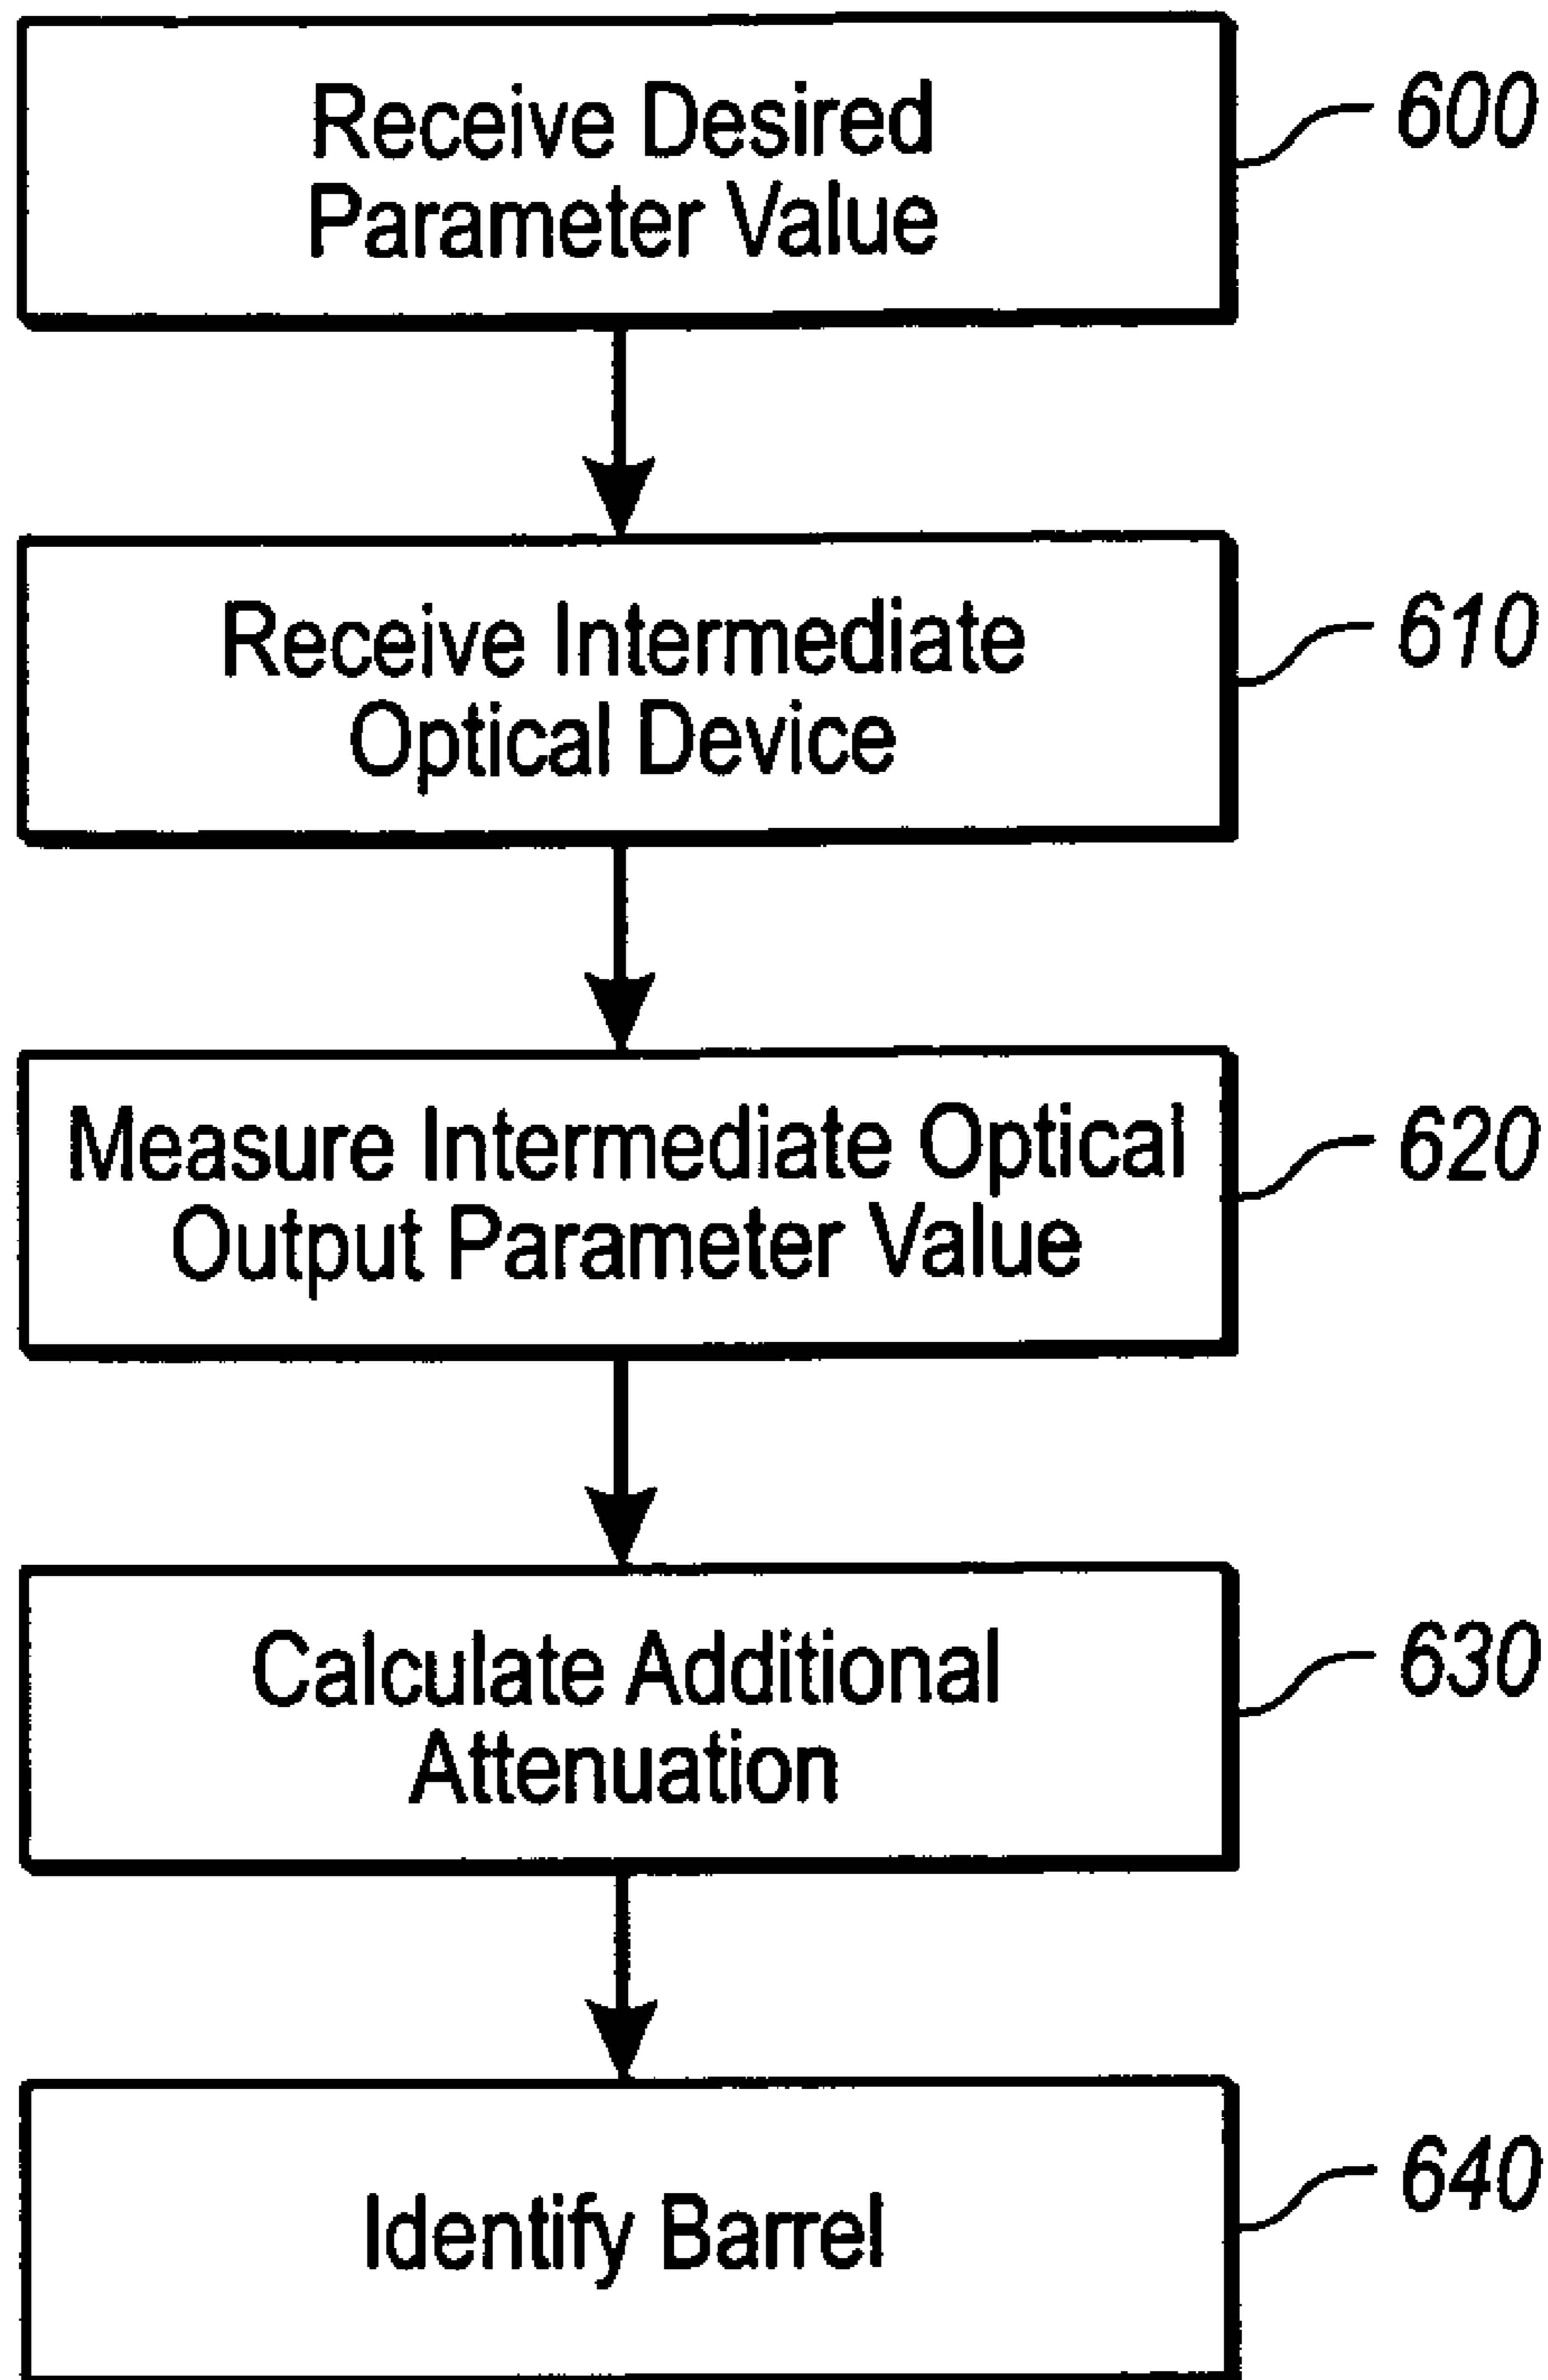 Receive Desired
Parameter Value
600
Receive Intermediate
Optical Device
610
Measure Intermediate Optical
Output Parameter Value
620
Calculate Additional
Attenuation
630
Identify Barrel
640